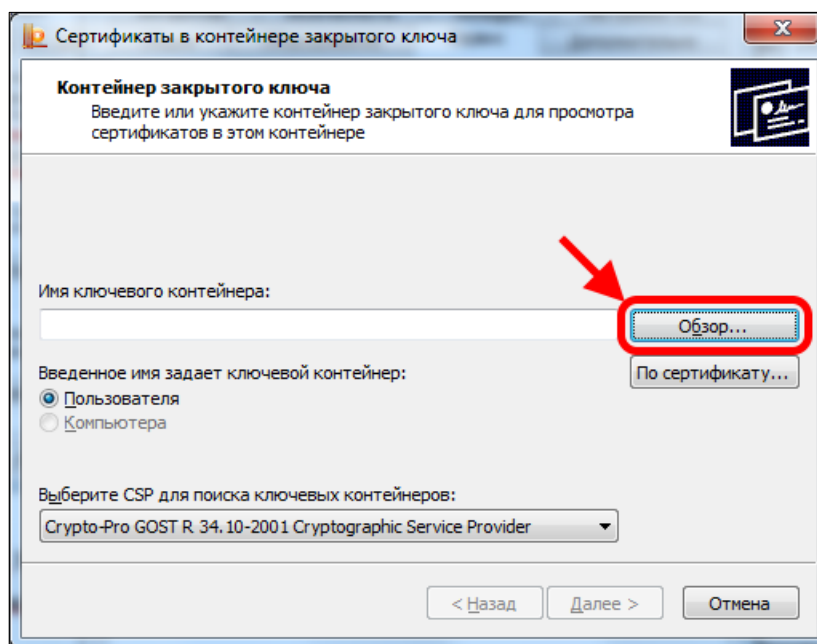 Сертификаты в контейнере закрытого ключа
Контейнер закрытого ключа
Введите или укажите контейнер закрытого ключа для просмотра
сертификатов в этом контейнере
Имя ключевого контейнера:
Обзор...
Введенное имя задает ключевой контейнер:
По сертификату...
Пользователя
Компьютера
Выберите CSP для поиска ключевых контейнеров:
Crypto-Pro GOST R 34.10-2001 Cryptographic Service Provider
< Назад
Далее >
Отмена